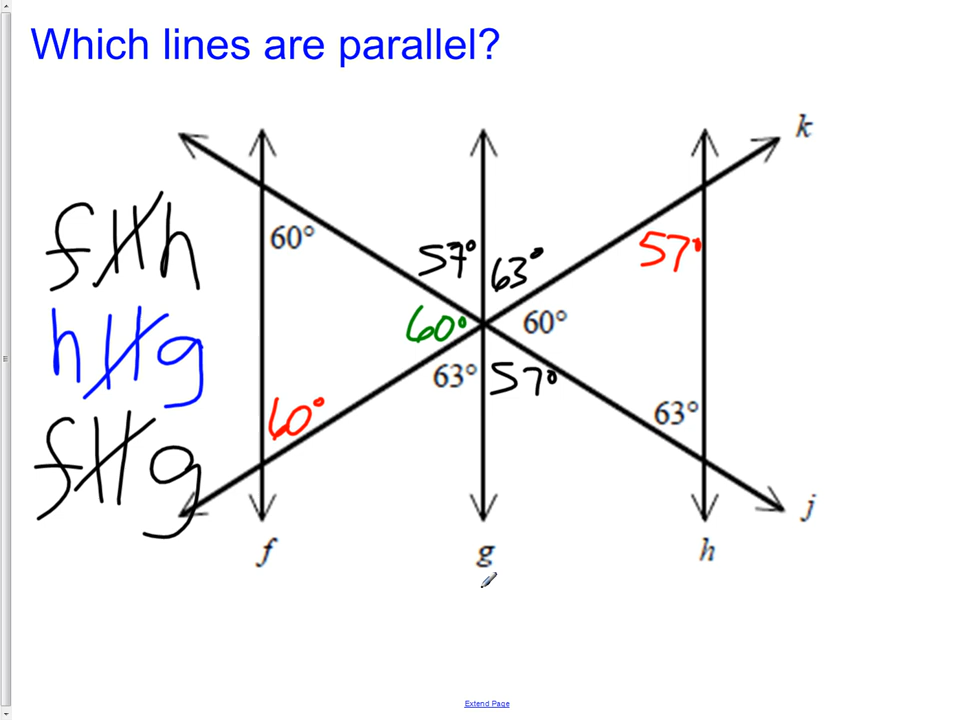 Which lines are parallel?
k
60°
57°
63°
57°
f ∦ h
60°
60°
h ∦ g
63°
57°
60°
63°
f ∦ g
j
f
g
h
Extend Page